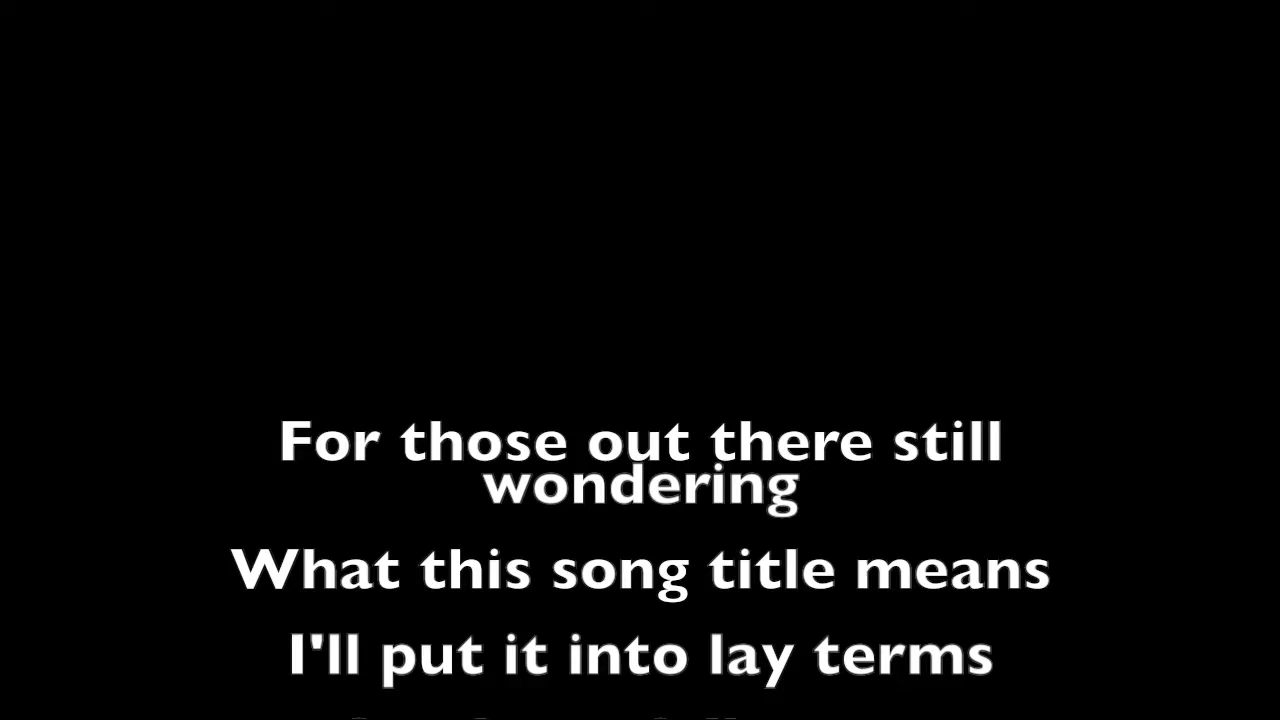 For those out there still
wondering
What this song title means
I'll put it into lay terms